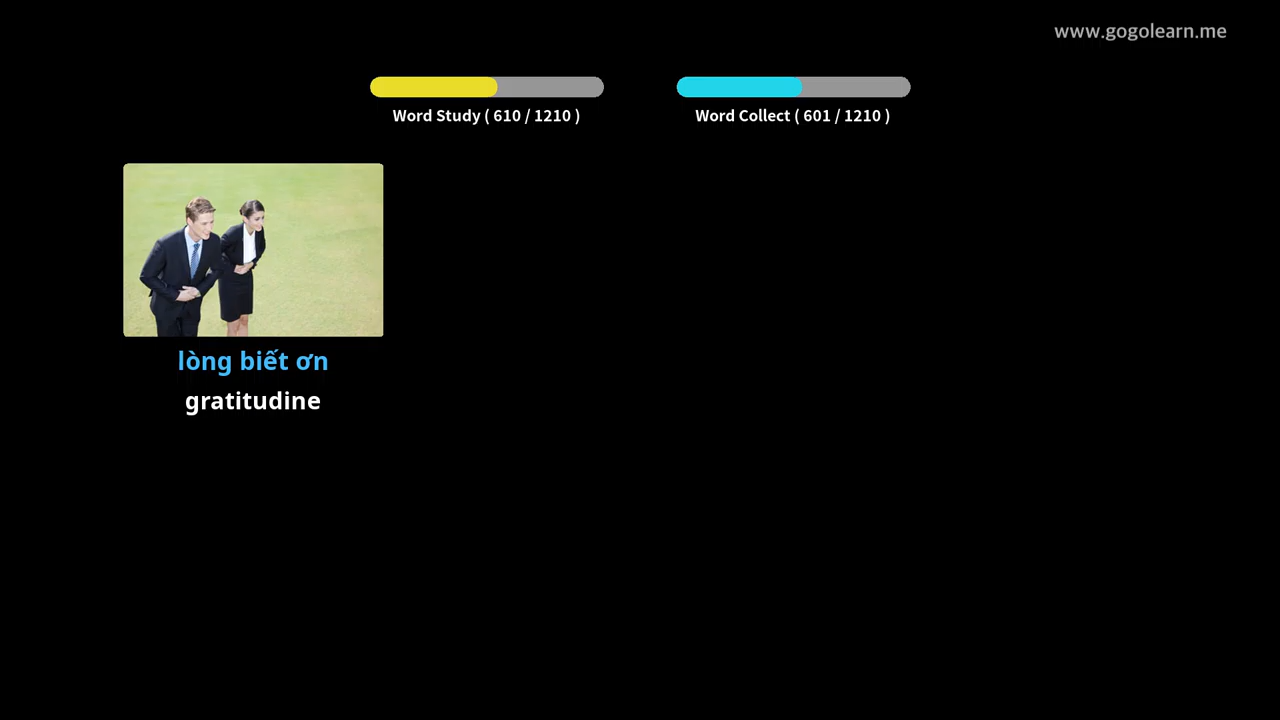 www.gogolearn.me
Word Study ( 610 / 1210 )
Word Collect ( 601 / 1210 )
lòng biết ơn
gratitudine